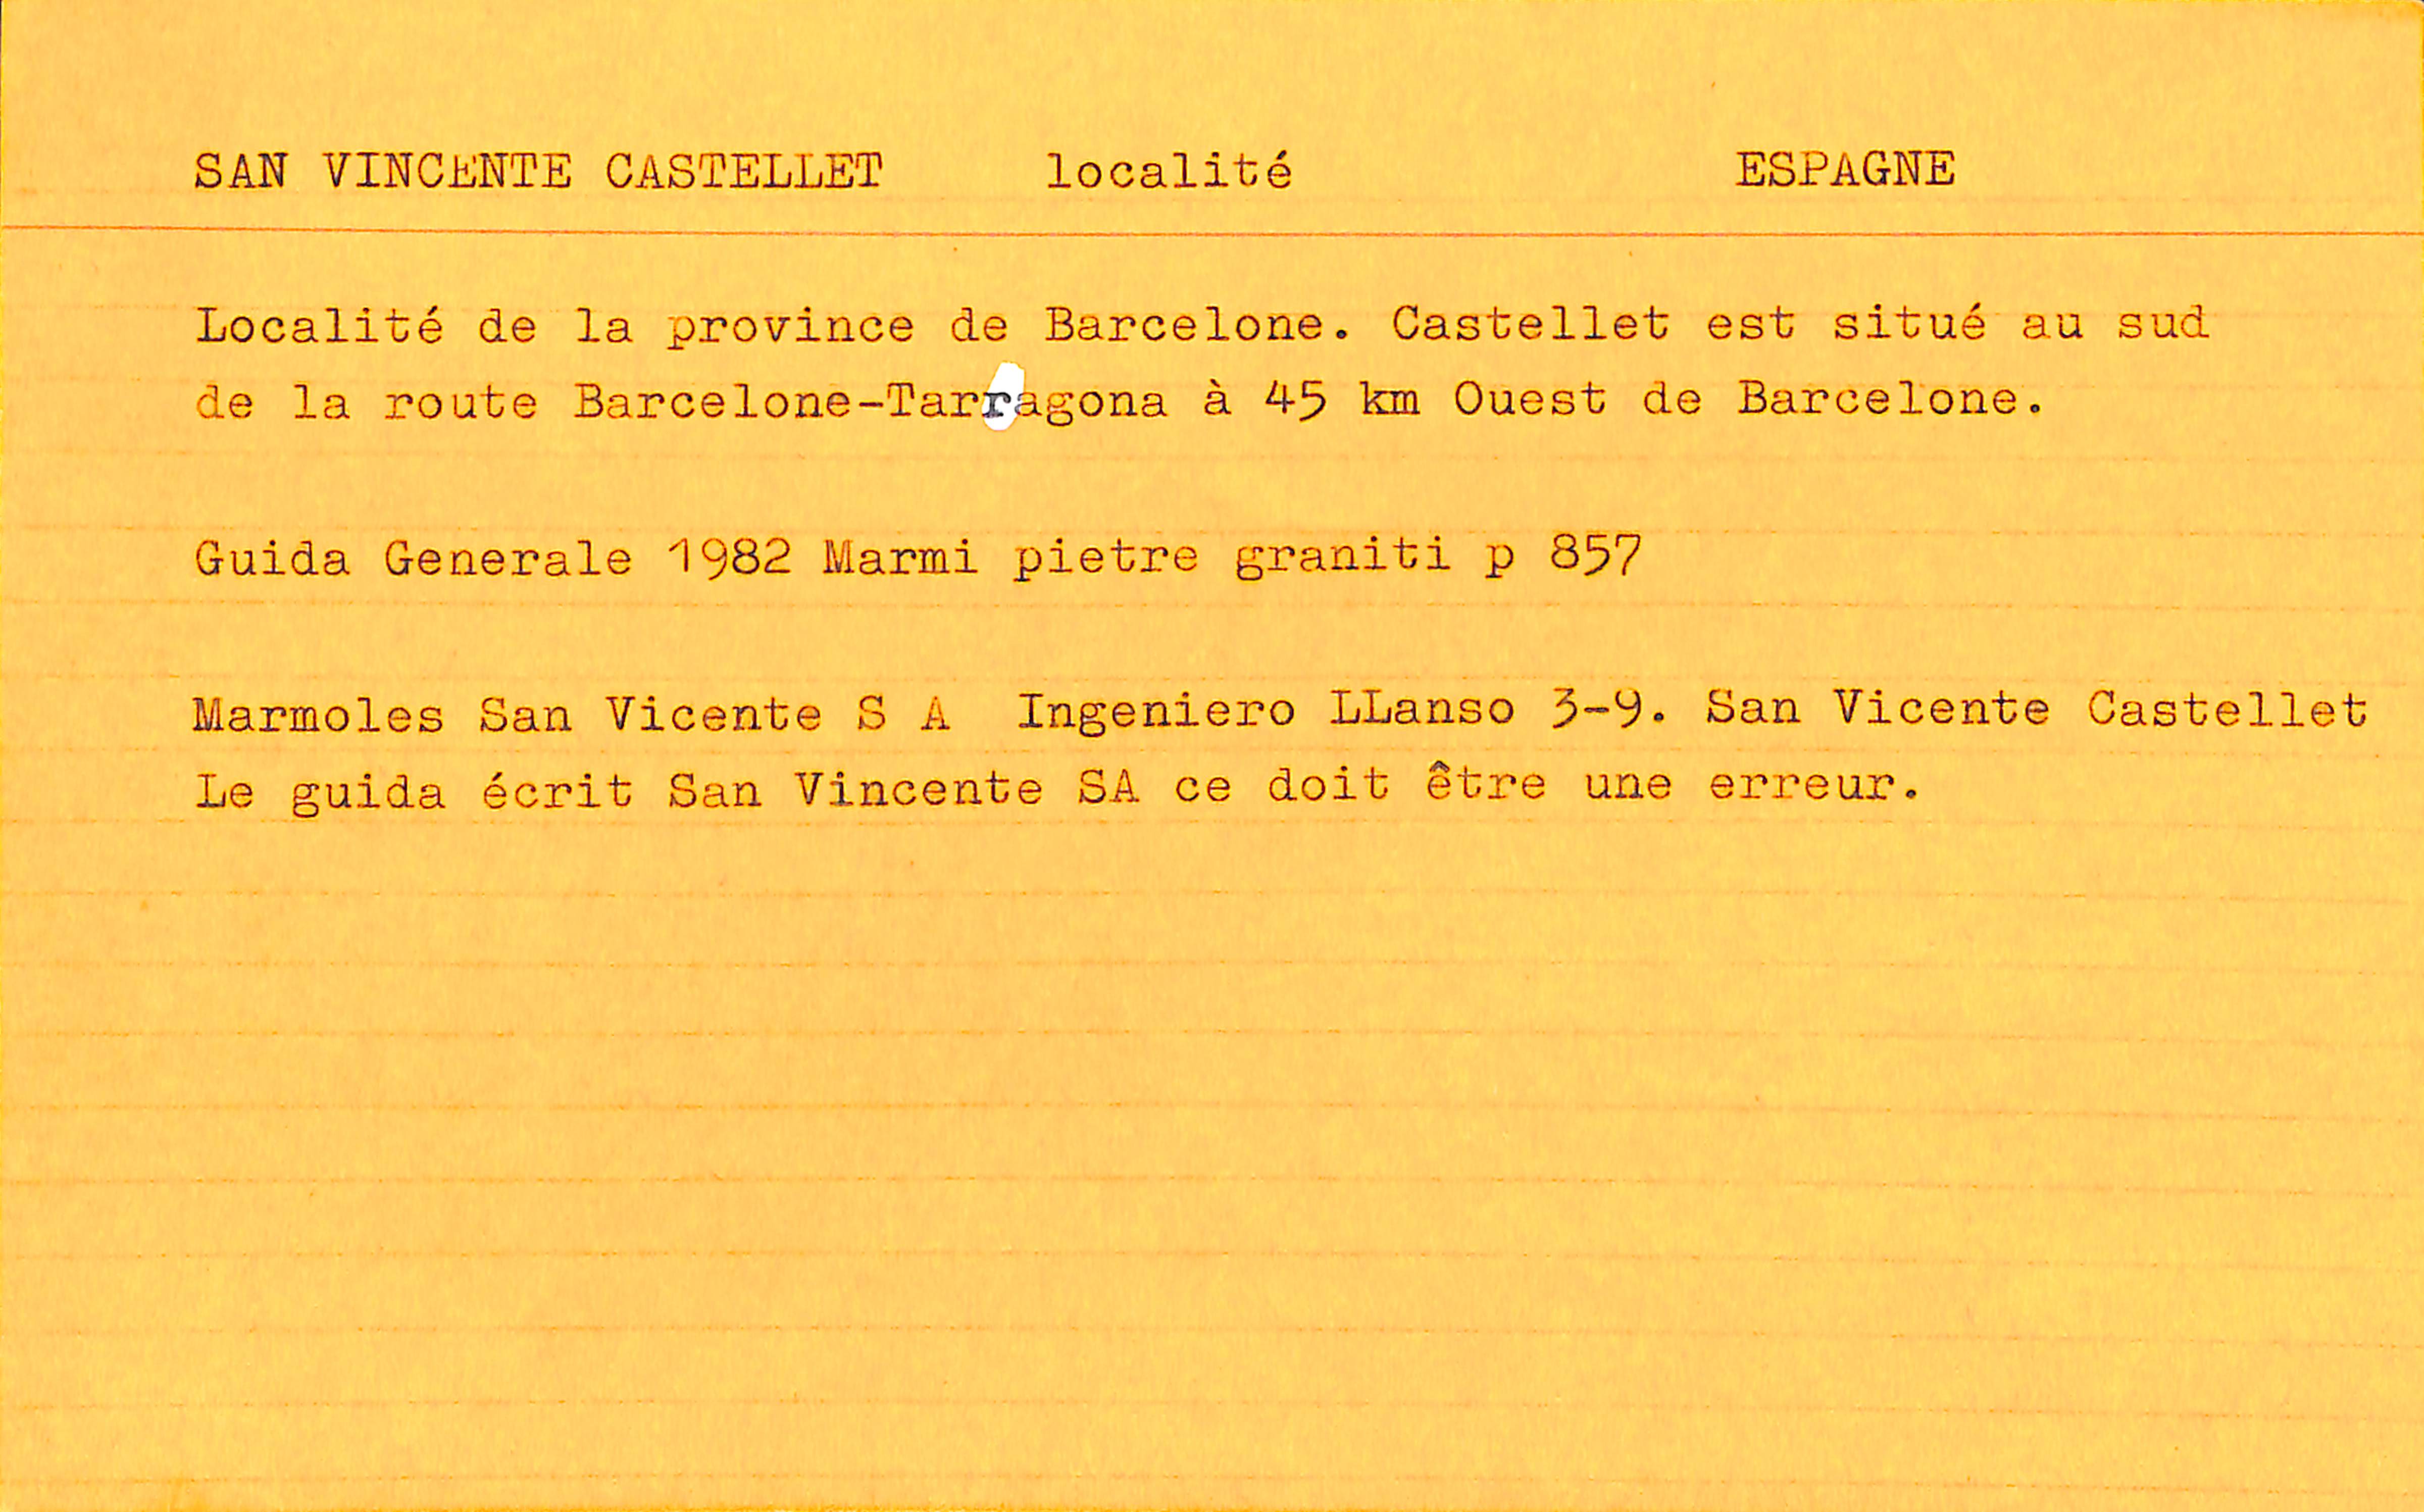 SAN VINCENTE CASTELLET localité ESPAGNE
Localité de la province de Barcelone. Castellet est situé au sud
de la route Barcelone-Tarragona à 45 km Ouest de Barcelone.
Guida Generale 1982 Marmi pietre graniti p 857
Marmoles San Vicente S A Ingeniero LLanso 3-9. San Vicente Castellet
Le guida écrit San Vincente SA ce doit être une erreur.